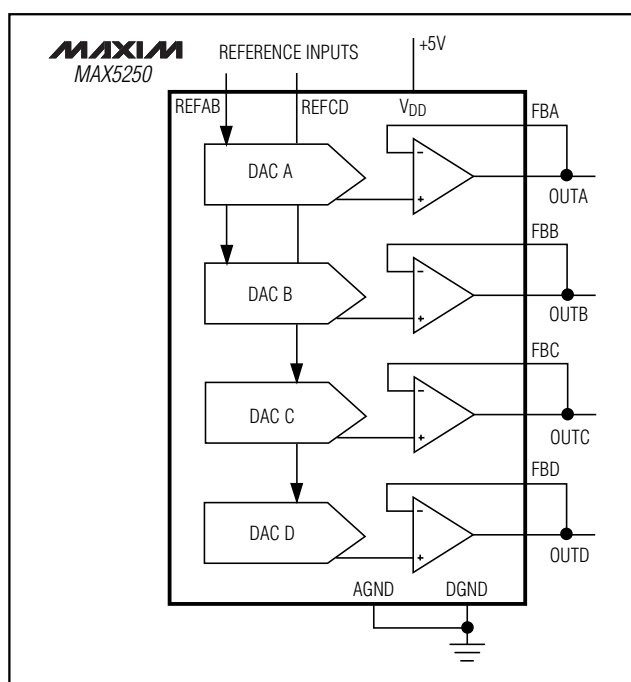 MAXIM
MAX5250
REFERENCE INPUTS
+5V
REFAB
REFCD
VDD
FBA
DAC A
-
+
OUTA
FBB
DAC B
-
+
OUTB
FBC
DAC C
-
+
OUTC
FBD
DAC D
-
+
OUTD
AGND
DGND